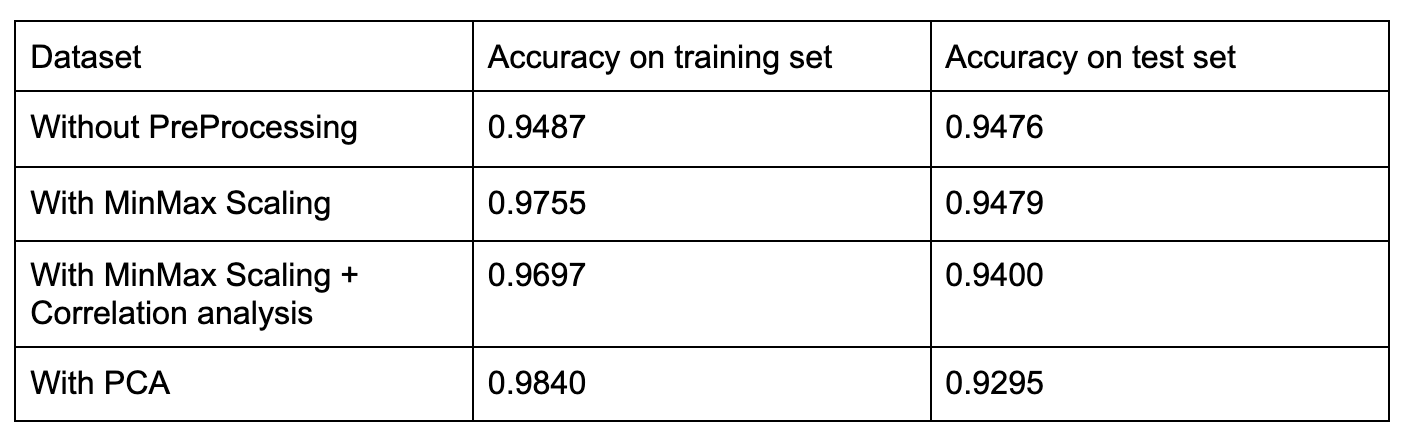 Dataset Accuracy on training set Accuracy on test set
Without PreProcessing 0.9487 0.9476
With MinMax Scaling 0.9755 0.9479
With MinMax Scaling + 0.9697 0.9400
Correlation analysis
With PCA 0.9840 0.9295